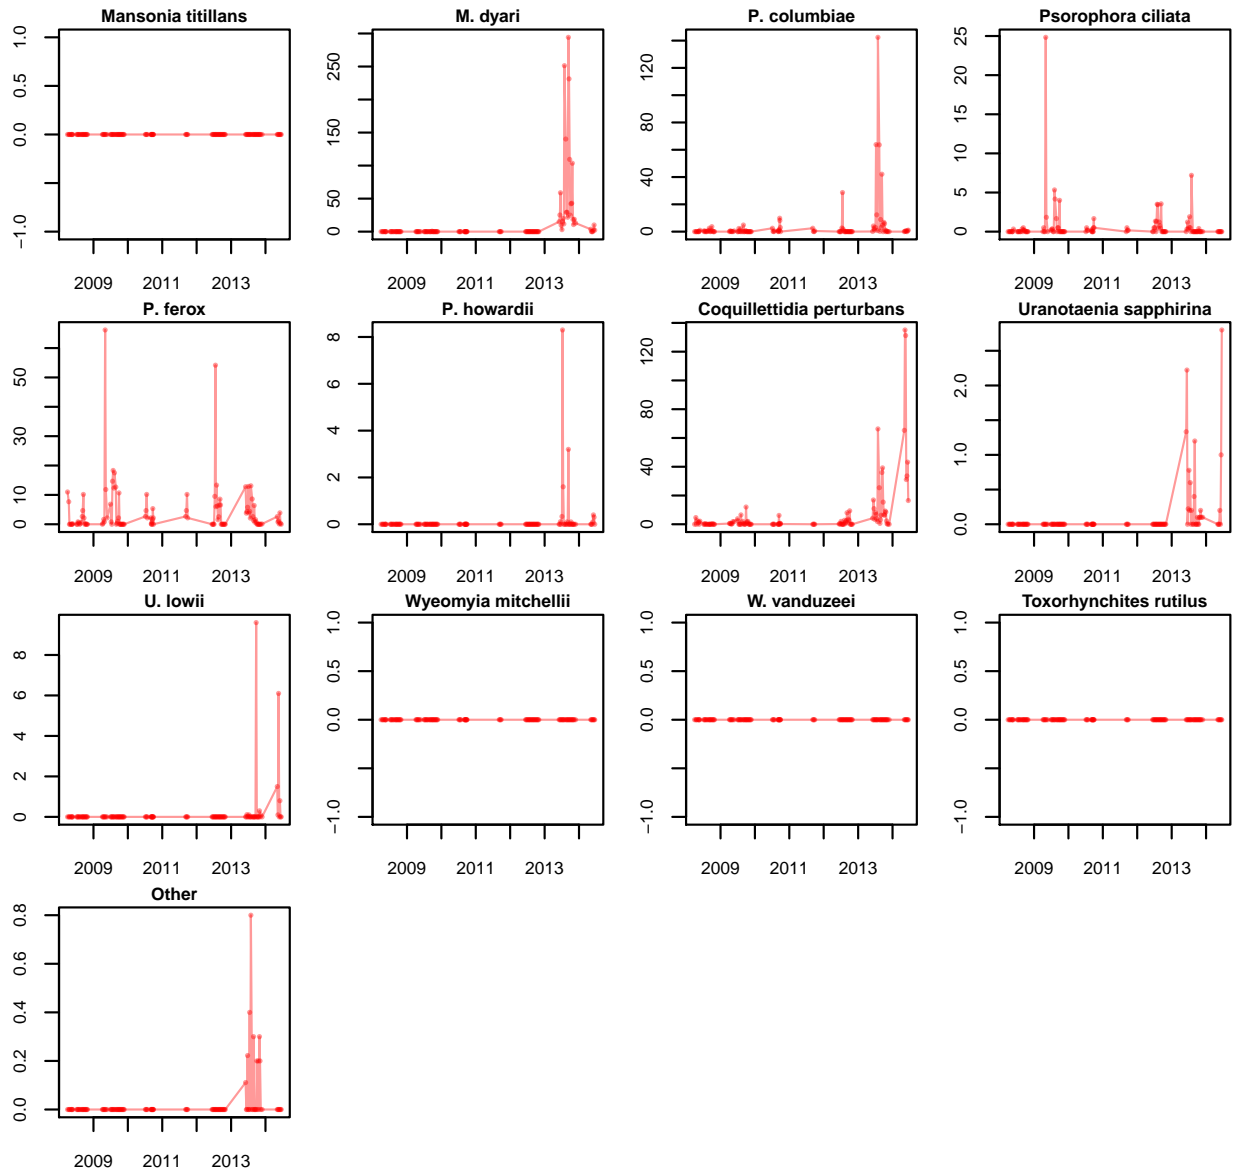 Mansonia titillans
M. dyari
P. columbiae
Psorophora ciliata
1.0
0.5
0.0
−1.0
2009 2011 2013
250
150
50
0
2009 2011 2013
120
80
60
40
20
0
2009 2011 2013
25
20
15
10
5
0
2009 2011 2013
P. ferox
P. howardii
Coquillettidia perturbans
Uranotaenia sapphirina
50
30
10
0
2009 2011 2013
8
6
4
2
0
2009 2011 2013
120
80
60
40
20
0
2009 2011 2013
2.0
1.0
0.0
2009 2011 2013
U. lowii
Wyeomyia mitchellii
W. vanduzeei
Toxorhynchites rutilus
8
6
4
2
0
2009 2011 2013
1.0
0.5
0.0
−1.0
2009 2011 2013
1.0
0.5
0.0
−1.0
2009 2011 2013
1.0
0.5
0.0
−1.0
2009 2011 2013
Other
0.8
0.6
0.4
0.2
0.0
2009 2011 2013